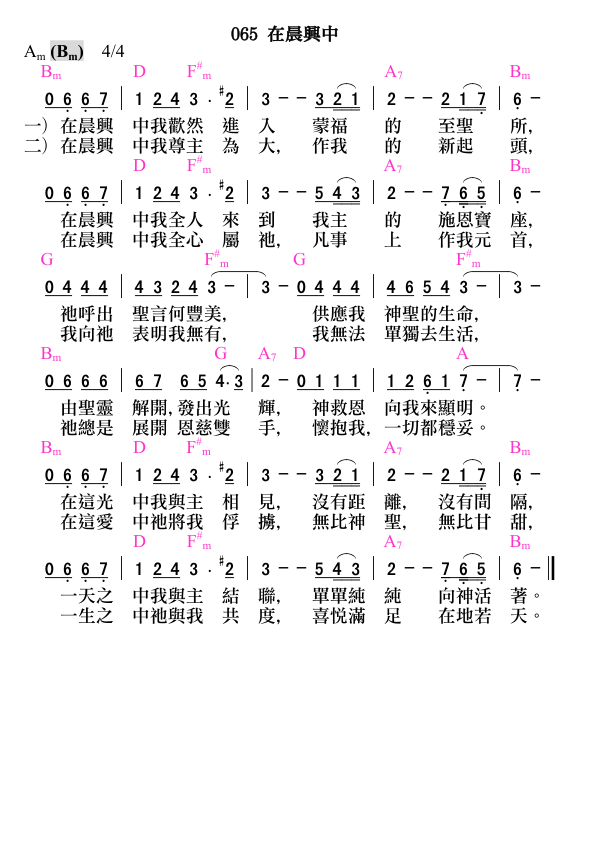 065 在晨興中
Am (Bm) 4/4
Bm D F#m A7 Bm
0 6 6 7 | 1 2 4 3 . #2 | 3 - - 3 2 1 | 2 - - 2 1 7 | 6 -
一) 在晨興 中我歡然 進 入 蒙福 的 至聖 所,
二) 在晨興 中我尊主 為 大, 作我 的 新起 頭,
D F#m A7 Bm
0 6 6 7 | 1 2 4 3 . #2 | 3 - - 5 4 3 | 2 - - 7 6 5 | 6 -
在晨興 中我全人 來 到 我主 的 施恩寶 座,
在晨興 中我全心 屬 祂, 凡事 上 作我元 首,
G F#m G F#m
0 4 4 4 | 4 3 2 4 3 - | 3 - 0 4 4 4 | 4 6 5 4 3 - | 3 -
祂呼出 聖言何豐美, 供應我 神聖的生命,
我向祂 表明我無有, 我無法 單獨去生活,
Bm G A7 D A
0 6 6 6 | 6 7 6 5 4 . 3 | 2 - 0 1 1 1 | 1 2 6 1 7 - | 7 -
由聖靈 解開,發出光 輝, 神救恩 向我來顯明。
祂總是 展開 恩慈雙 手, 懷抱我, 一切都穩妥。
Bm D F#m A7 Bm
0 6 6 7 | 1 2 4 3 . #2 | 3 - - 3 2 1 | 2 - - 2 1 7 | 6 -
在這光 中我與主 相 見, 沒有距 離, 沒有間 隔,
在這愛 中祂將我 俘 擄, 無比神 聖, 無比甘 甜,
D F#m A7 Bm
0 6 6 7 | 1 2 4 3 . #2 | 3 - - 5 4 3 | 2 - - 7 6 5 | 6 - ||
一天之 中我與主 結 聯, 單單純 純 向神活 著。
一生之 中祂與我 共 度, 喜悅滿 足 在地若 天。